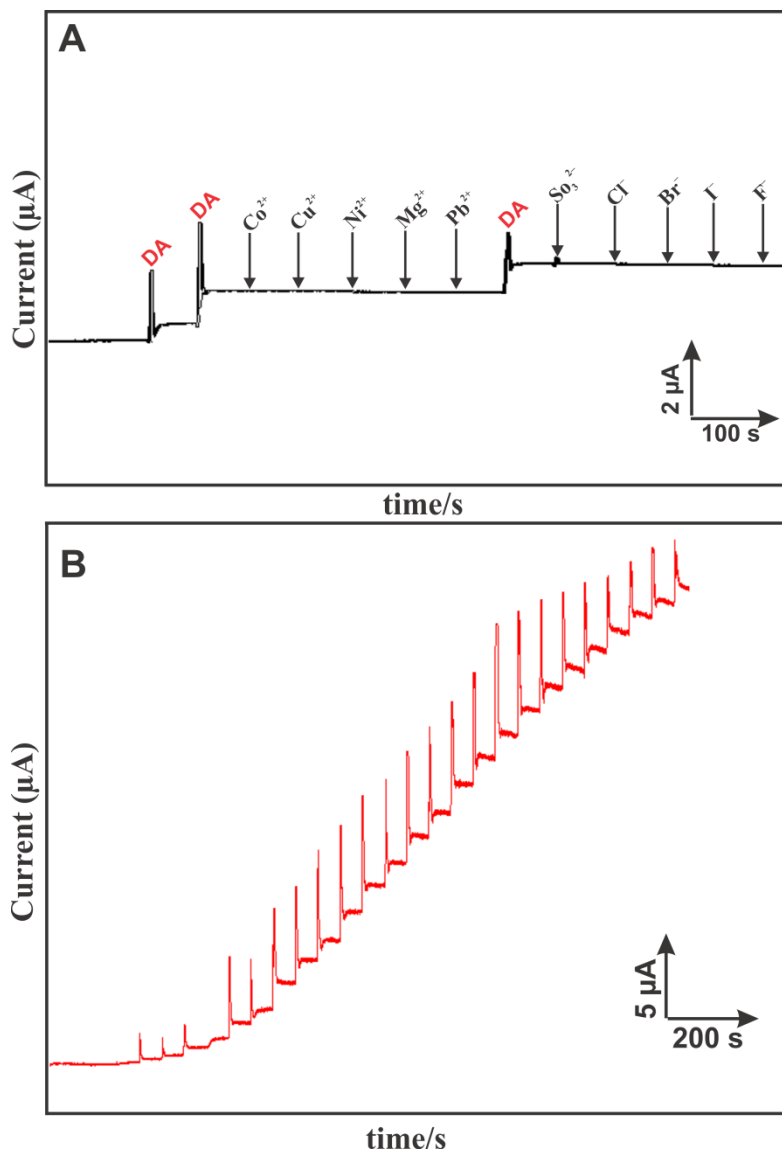 A
DA
DA
Co²⁺
Cu²⁺
Ni²⁺
Mg²⁺
Pb²⁺
DA
So₃²⁻
Cl⁻
Br⁻
I⁻
F⁻
Current (μA)
2 μA
100 s
time/s
B
Current (μA)
5 μA
200 s
time/s